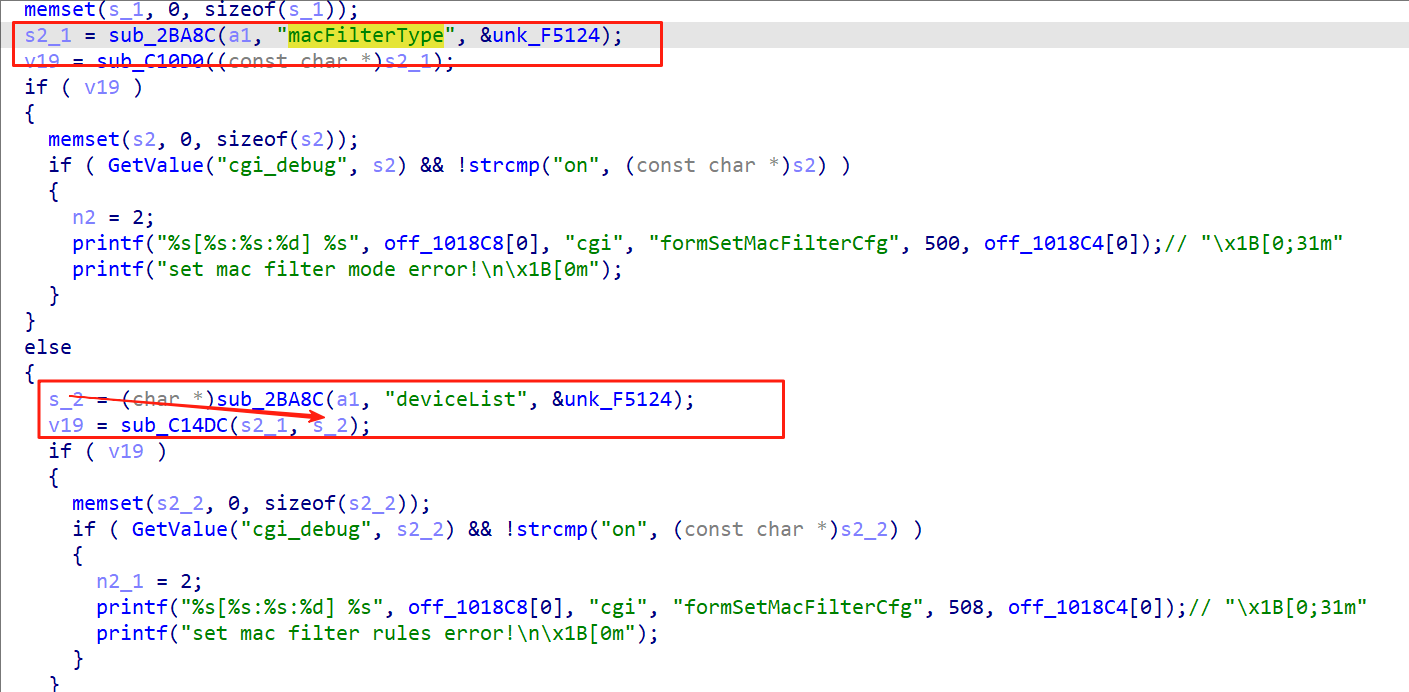 memset(s_1, 0, sizeof(s_1));
s2_1 = sub_2BA8C(a1, "macFilterType", &unk_F5124);
v19 = sub_C10D0((const char *)s2_1);
if ( v19 )
{
memset(s2, 0, sizeof(s2));
if ( GetValue("cgi_debug", s2) && !strcmp("on", (const char *)s2) )
{
n2 = 2;
printf("%s[%s:%s:%d] %s", off_1018C8[0], "cgi", "formSetMacFilterCfg", 500, off_1018C4[0]);// "\x1B[0;31m"
printf("set mac filter mode error!\n\x1B[0m");
}
}
else
{
s_2 = (char *)sub_2BA8C(a1, "deviceList", &unk_F5124);
v19 = sub_C14DC(s2_1, s_2);
if ( v19 )
{
memset(s2_2, 0, sizeof(s2_2));
if ( GetValue("cgi_debug", s2_2) && !strcmp("on", (const char *)s2_2) )
{
n2_1 = 2;
printf("%s[%s:%s:%d] %s", off_1018C8[0], "cgi", "formSetMacFilterCfg", 508, off_1018C4[0]);// "\x1B[0;31m"
printf("set mac filter rules error!\n\x1B[0m");
}
}